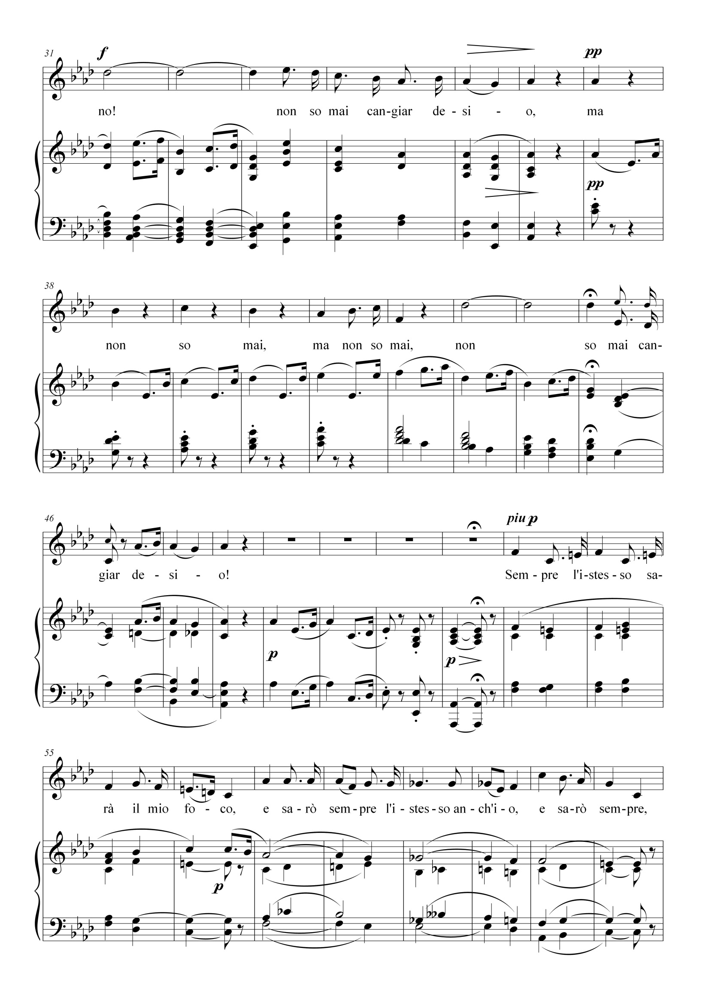 31
f
pp
no! non so mai can-giar de - si - o, ma
pp
38
non so mai, ma non so mai, non so mai can-
46
piu p
giar de - si - o! Sem - pre l'i-stes - so sa-
p
p
55
rà il mio fo - co, e sa - rò sem - pre l'i - stes - so an - ch'i - o, e sa-rò sem-pre,
p